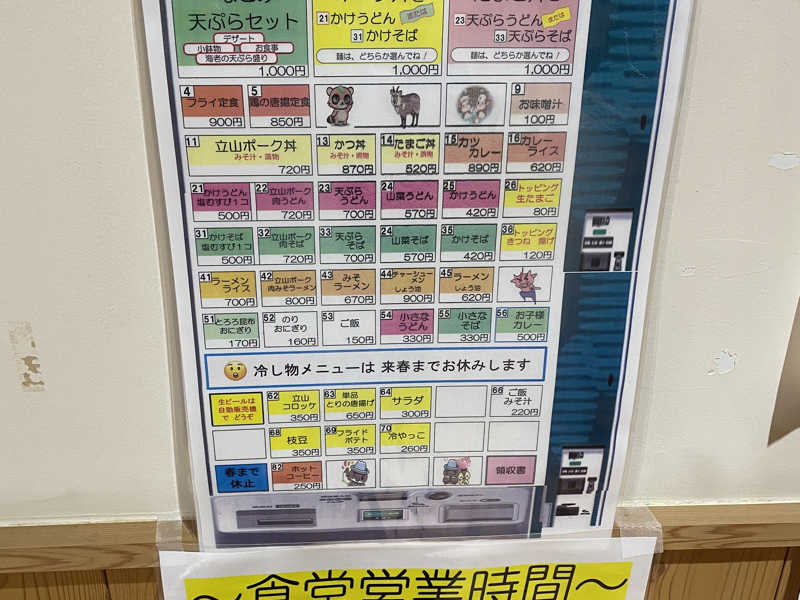 天ぷらセット
デザート
小鉢物
お食事
海老の天ぷら盛り
1,000円
21 かけうどん
または
31 かけそば
麺は、どちらか選んでね!
1,000円
23 天ぷらうどん
または
33 天ぷらそば
麺は、どちらか選んでね!
1,000円
4 フライ定食
900円
5 鶏の唐揚定食
850円
9 お味噌汁
100円
11 立山ポーク丼
みそ汁・漬物
720円
13 かつ丼
みそ汁・漬物
870円
14 たまご丼
みそ汁・漬物
520円
15 カツ
カレー
890円
16 カレー
ライス
620円
21 かけうどん
塩むすび1コ
500円
22 立山ポーク
肉うどん
720円
23 天ぷら
うどん
700円
24 山菜うどん
570円
25 かけうどん
420円
26 トッピング
生たまご
80円
31 かけそば
塩むすび1コ
500円
32 立山ポーク
肉そば
720円
33 天ぷら
そば
700円
24 山菜そば
570円
35 かけそば
420円
36 トッピング
きつね 揚げ
120円
41 ラーメン
ライス
700円
42 立山ポーク
肉みそラーメン
800円
43 みそ
ラーメン
670円
44 チャーシュー
メン
しょう油
900円
45 ラーメン
しょう油
620円
51 とろろ昆布
おにぎり
170円
52 のり
おにぎり
160円
53 ご飯
150円
54 小さな
うどん
330円
55 小さな
そば
330円
56 お子様
カレー
500円
冷し物メニューは 来春までお休みします
生ビールは
自動販売機
で どうぞ
62 立山
コロッケ
350円
63 単品
とりの唐揚げ
650円
64 サラダ
300円
66 ご飯
みそ汁
220円
68 枝豆
350円
69 フライド
ポテト
350円
70 冷やっこ
260円
春まで
休止
82 ホット
コーヒー
250円
領収書
~食堂営業時間~